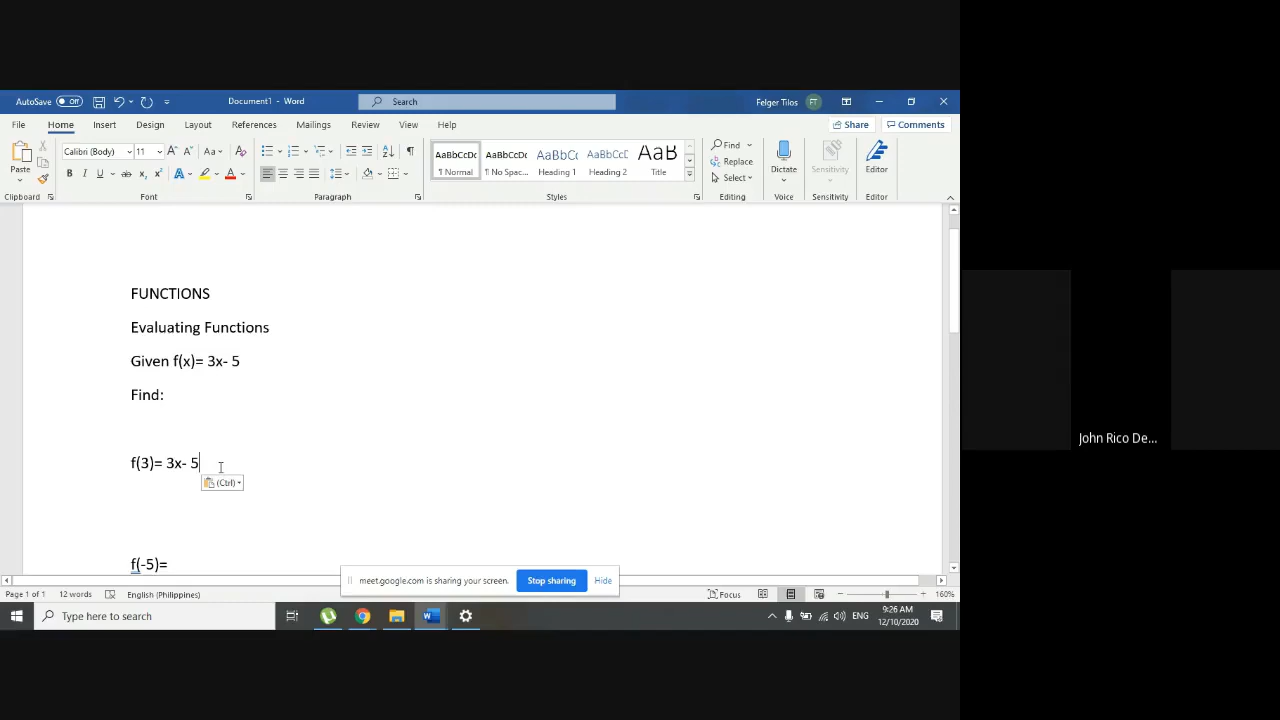 AutoSave Off Document1 - Word Search Felger Tilos FT
File Home Insert Design Layout References Mailings Review View Help Share Comments
Paste Calibri (Body) 11 Aa AaBbCcDc AaBbCcDc AaBbCc AaBbCcD AaB Find Replace Select Dictate Sensitivity Editor
¶ Normal ¶ No Spac... Heading 1 Heading 2 Title
Clipboard Font Paragraph Styles Editing Voice Sensitivity Editor
FUNCTIONS
Evaluating Functions
Given f(x)= 3x- 5
Find:
f(3)= 3x- 5
(Ctrl)
f(-5)=
meet.google.com is sharing your screen. Stop sharing Hide
Page 1 of 1 12 words English (Philippines) Focus 160%
Type here to search ENG 9:26 AM
12/10/2020
John Rico De...